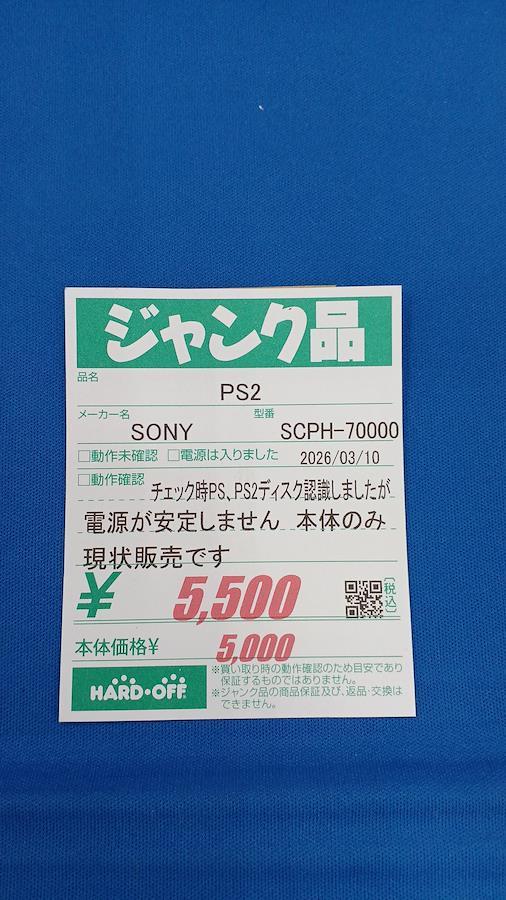 ジャンク品
品名
PS2
メーカー名 型番
SONY SCPH-70000
□動作未確認 □電源は入りました 2026/03/10
□動作確認 チェック時PS、PS2ディスク認識しましたが
電源が安定しません 本体のみ
現状販売です
¥ 5,500 (税込)
本体価格¥ 5,000
HARD・OFF
※買い取り時の動作確認のため目安であり
保証するものではありません。
※ジャンク品の商品保証及び、返品・交換は
できません。